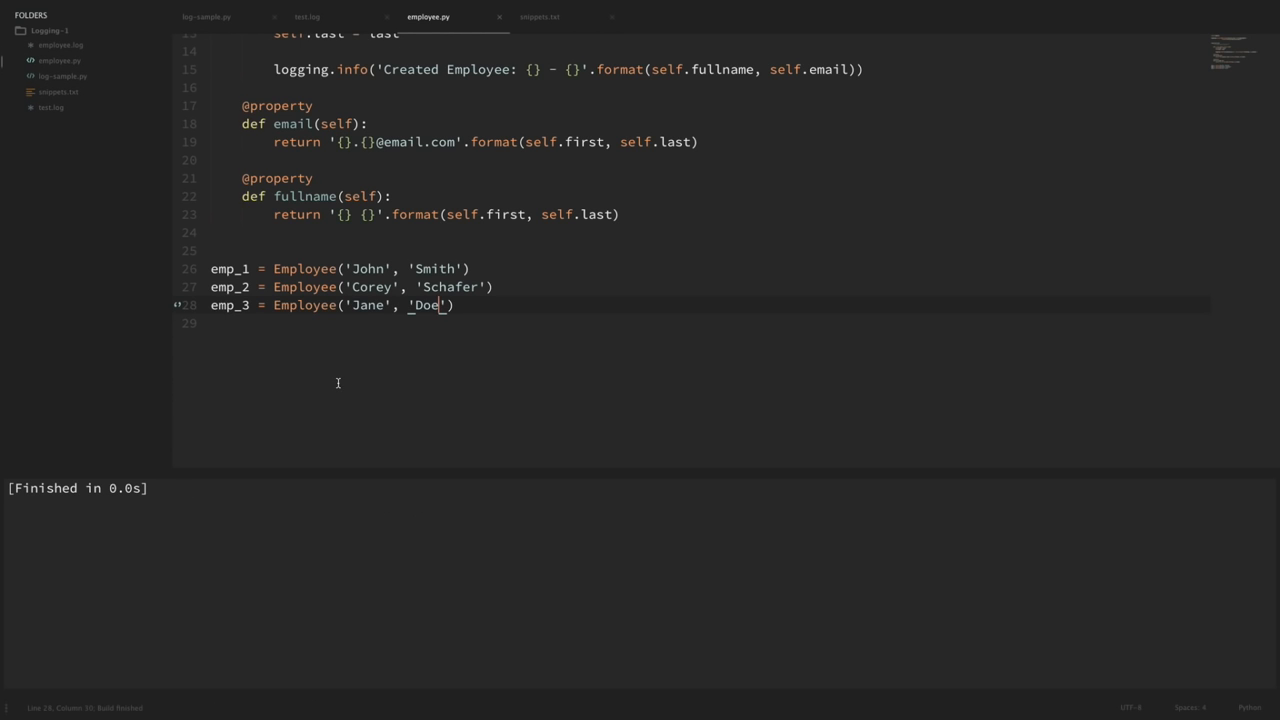 log-sample.py × test.log × employee.py × snippets.txt ×
FOLDERS
Logging-1
employee.log
employee.py
log-sample.py
snippets.txt
test.log
13 self.last = last
14
15 logging.info('Created Employee: {} - {}'.format(self.fullname, self.email))
16
17 @property
18 def email(self):
19 return '{}.{}@email.com'.format(self.first, self.last)
20
21 @property
22 def fullname(self):
23 return '{} {}'.format(self.first, self.last)
24
25
26 emp_1 = Employee('John', 'Smith')
27 emp_2 = Employee('Corey', 'Schafer')
28 emp_3 = Employee('Jane', 'Doe')
29
[Finished in 0.0s]
Line 28, Column 30; Build finished UTF-8 Spaces: 4 Python